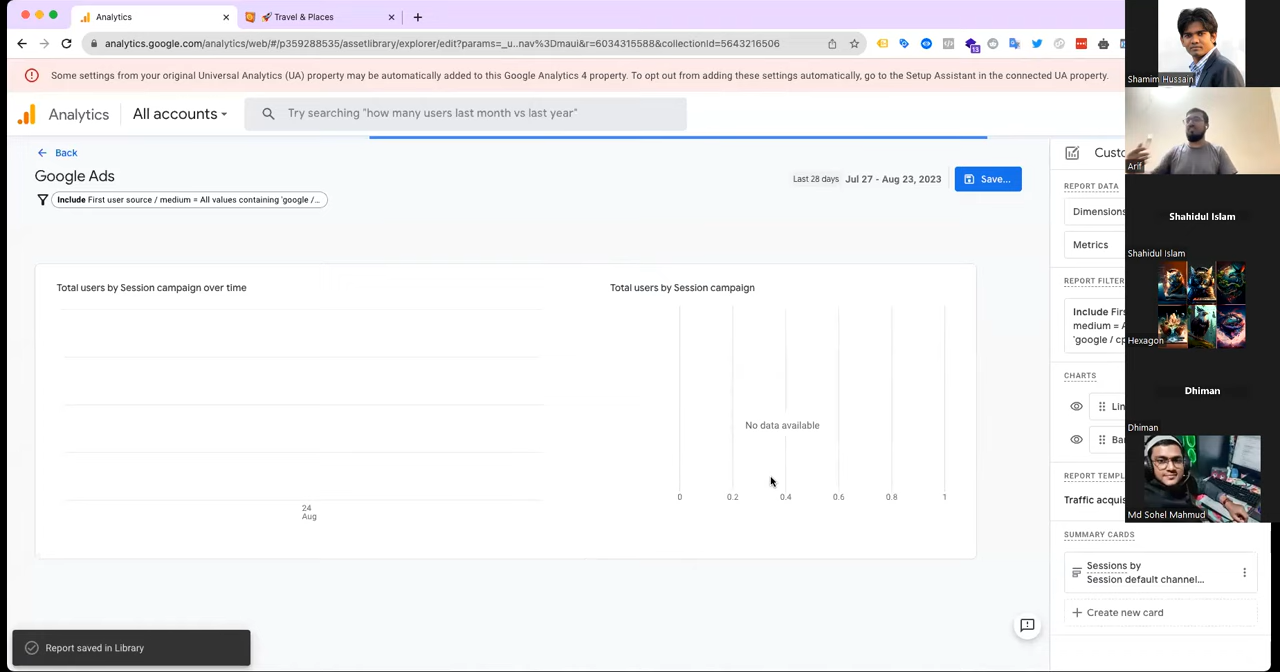 Analytics
🚀 Travel & Places
analytics.google.com/analytics/web/#/p359288535/assetlibrary/explorer/edit?params=_u..nav%3Dmaui&r=6034315588&collectionId=5643216506
13
Some settings from your original Universal Analytics (UA) property may be automatically added to this Google Analytics 4 property. To opt out from adding these settings automatically, go to the Setup Assistant in the connected UA property.
Analytics
All accounts
Try searching "how many users last month vs last year"
Back
Google Ads
Include First user source / medium = All values containing 'google /...
Last 28 days Jul 27 - Aug 23, 2023
Save...
Total users by Session campaign over time
24
Aug
Total users by Session campaign
No data available
0 0.2 0.4 0.6 0.8 1
Custo
REPORT DATA
Dimensions
Metrics
REPORT FILTER
Include Firs
medium = A
'google / cp
CHARTS
Lin
Bar
REPORT TEMPL
Traffic acquis
SUMMARY CARDS
Sessions by
Session default channel...
Create new card
Report saved in Library
Shamim Hussain
Arif
Shahidul Islam
Shahidul Islam
Hexagon
Dhiman
Dhiman
Md Sohel Mahmud